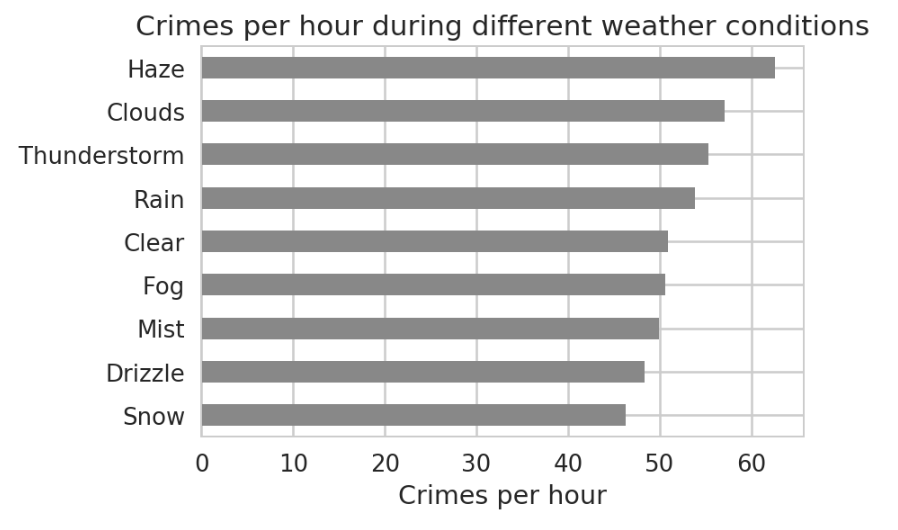 Crimes per hour during different weather conditions
Haze
Clouds
Thunderstorm
Rain
Clear
Fog
Mist
Drizzle
Snow
0 10 20 30 40 50 60
Crimes per hour